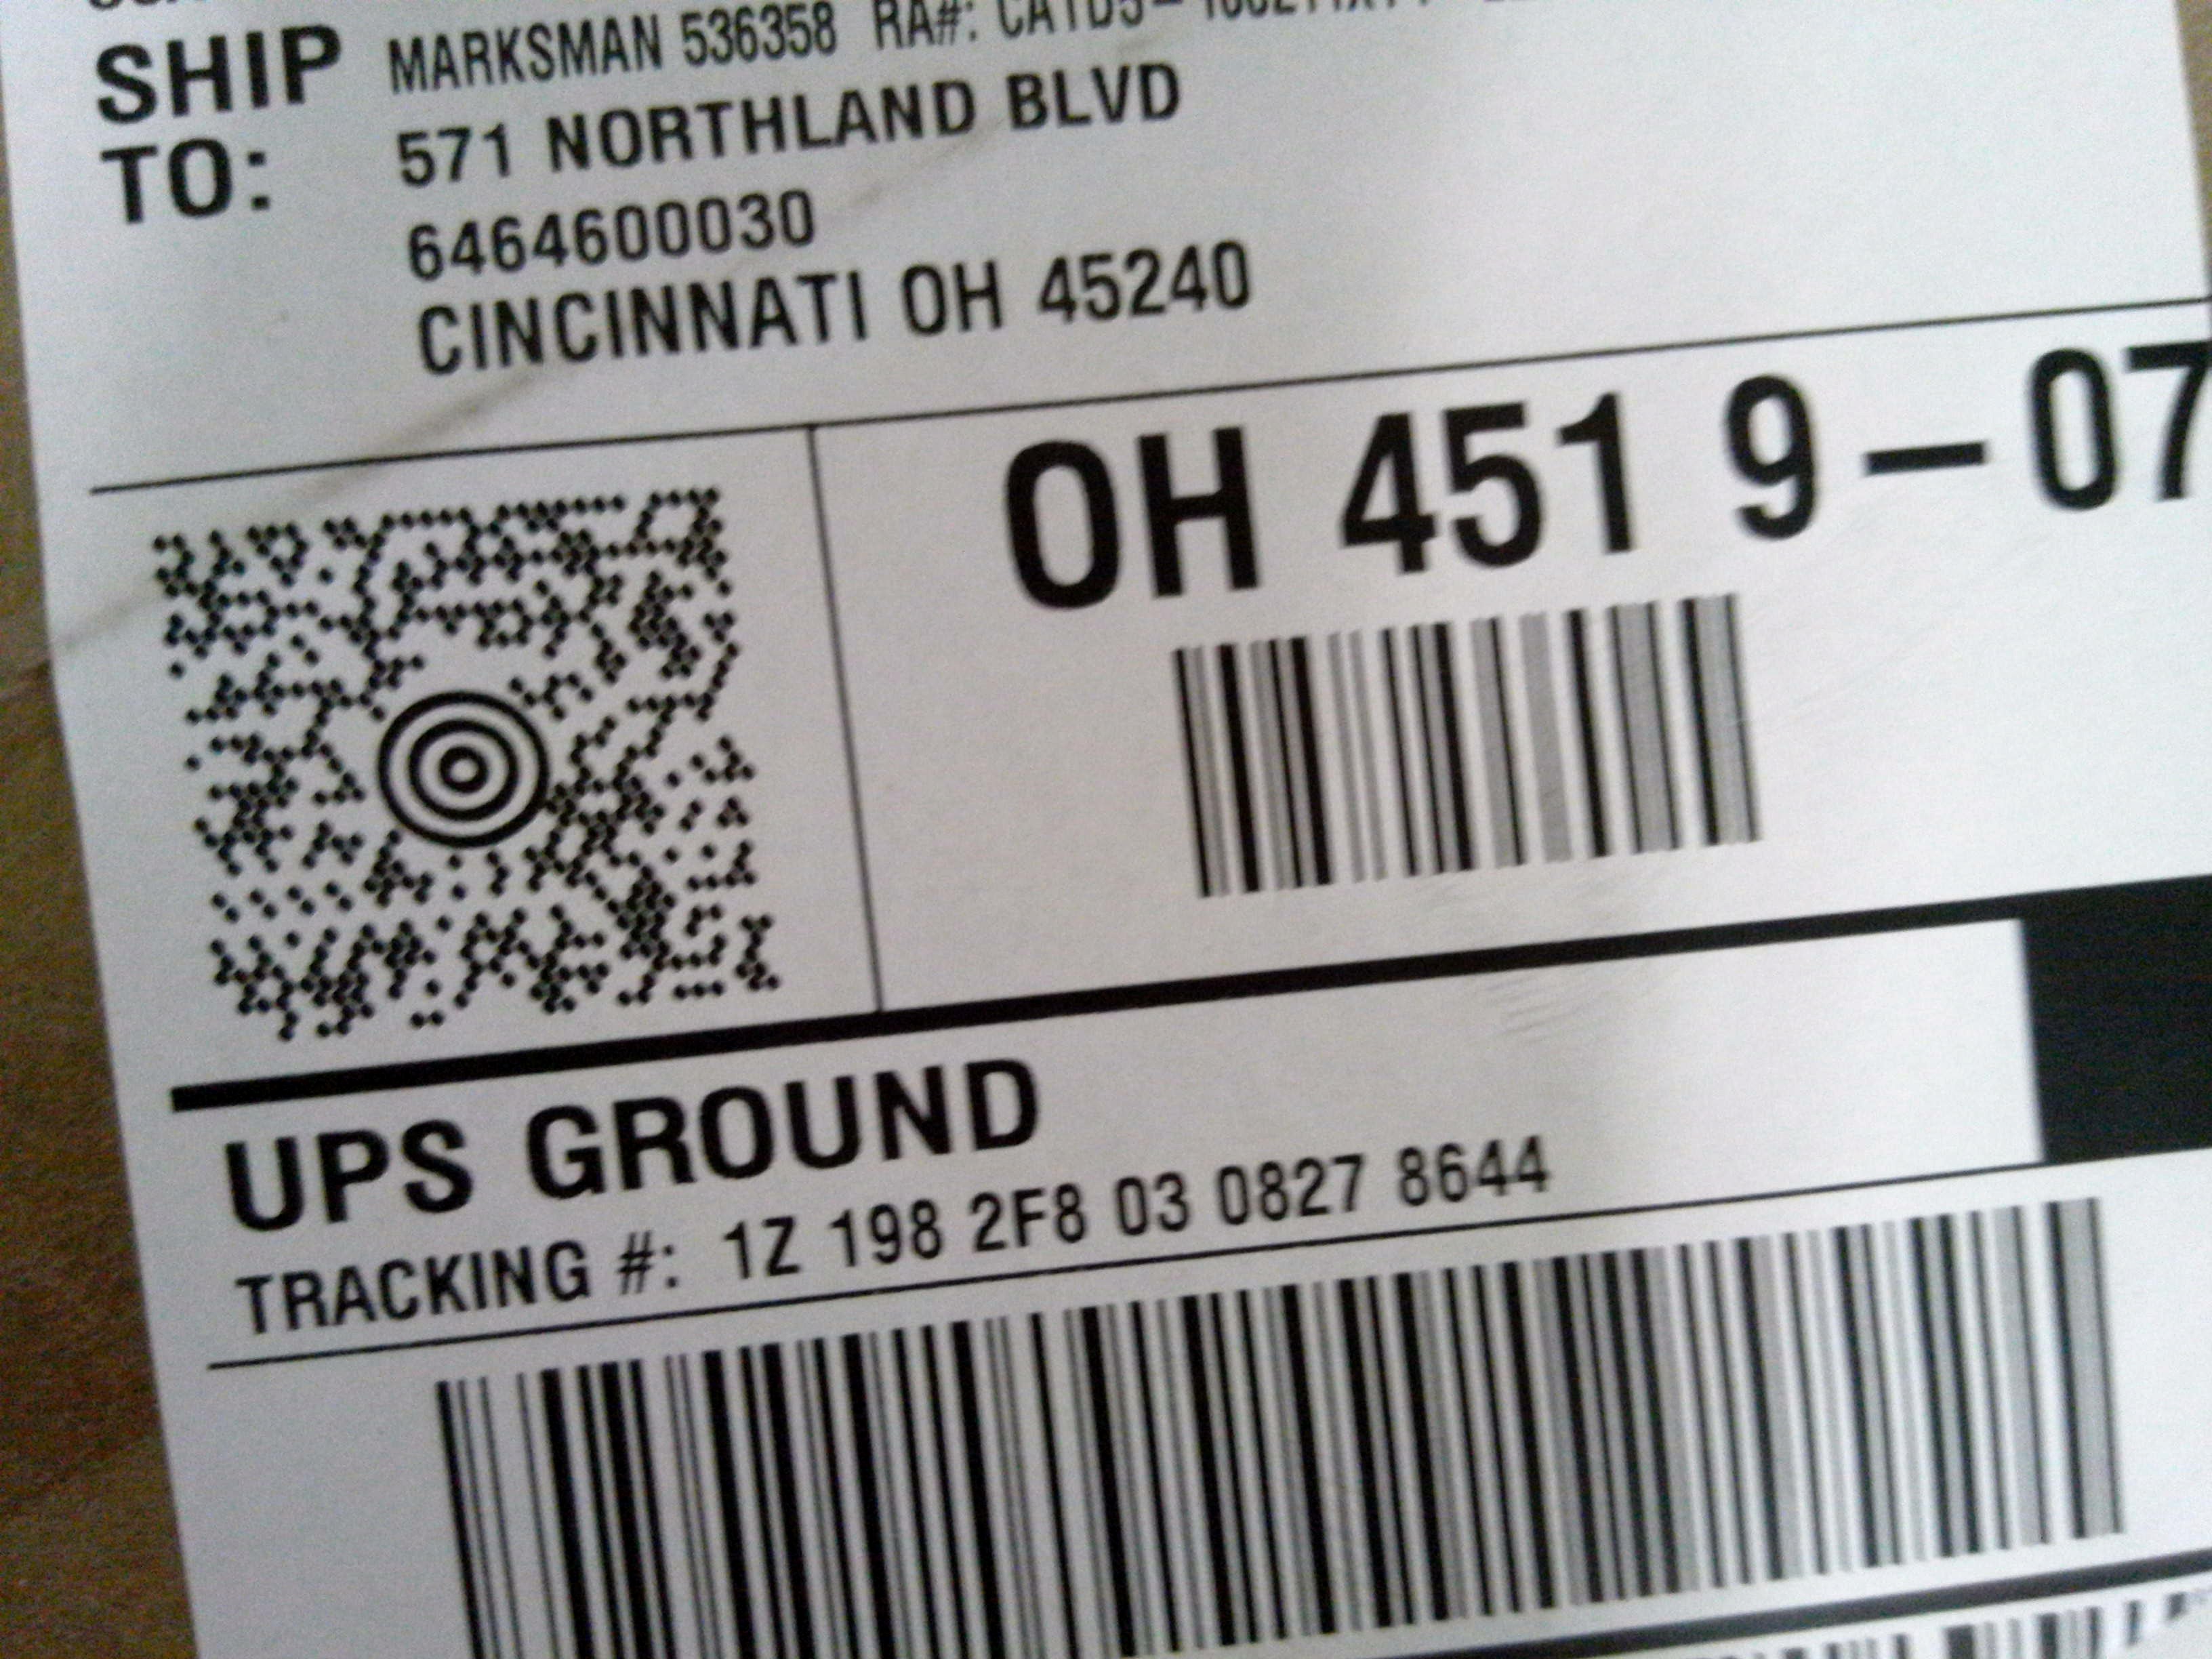 SHIP TO:
MARKSMAN 536358 RA#:
571 NORTHLAND BLVD
6464600030
CINCINNATI OH 45240
OH 451 9-07
UPS GROUND
TRACKING #: 1Z 198 2F8 03 0827 8644